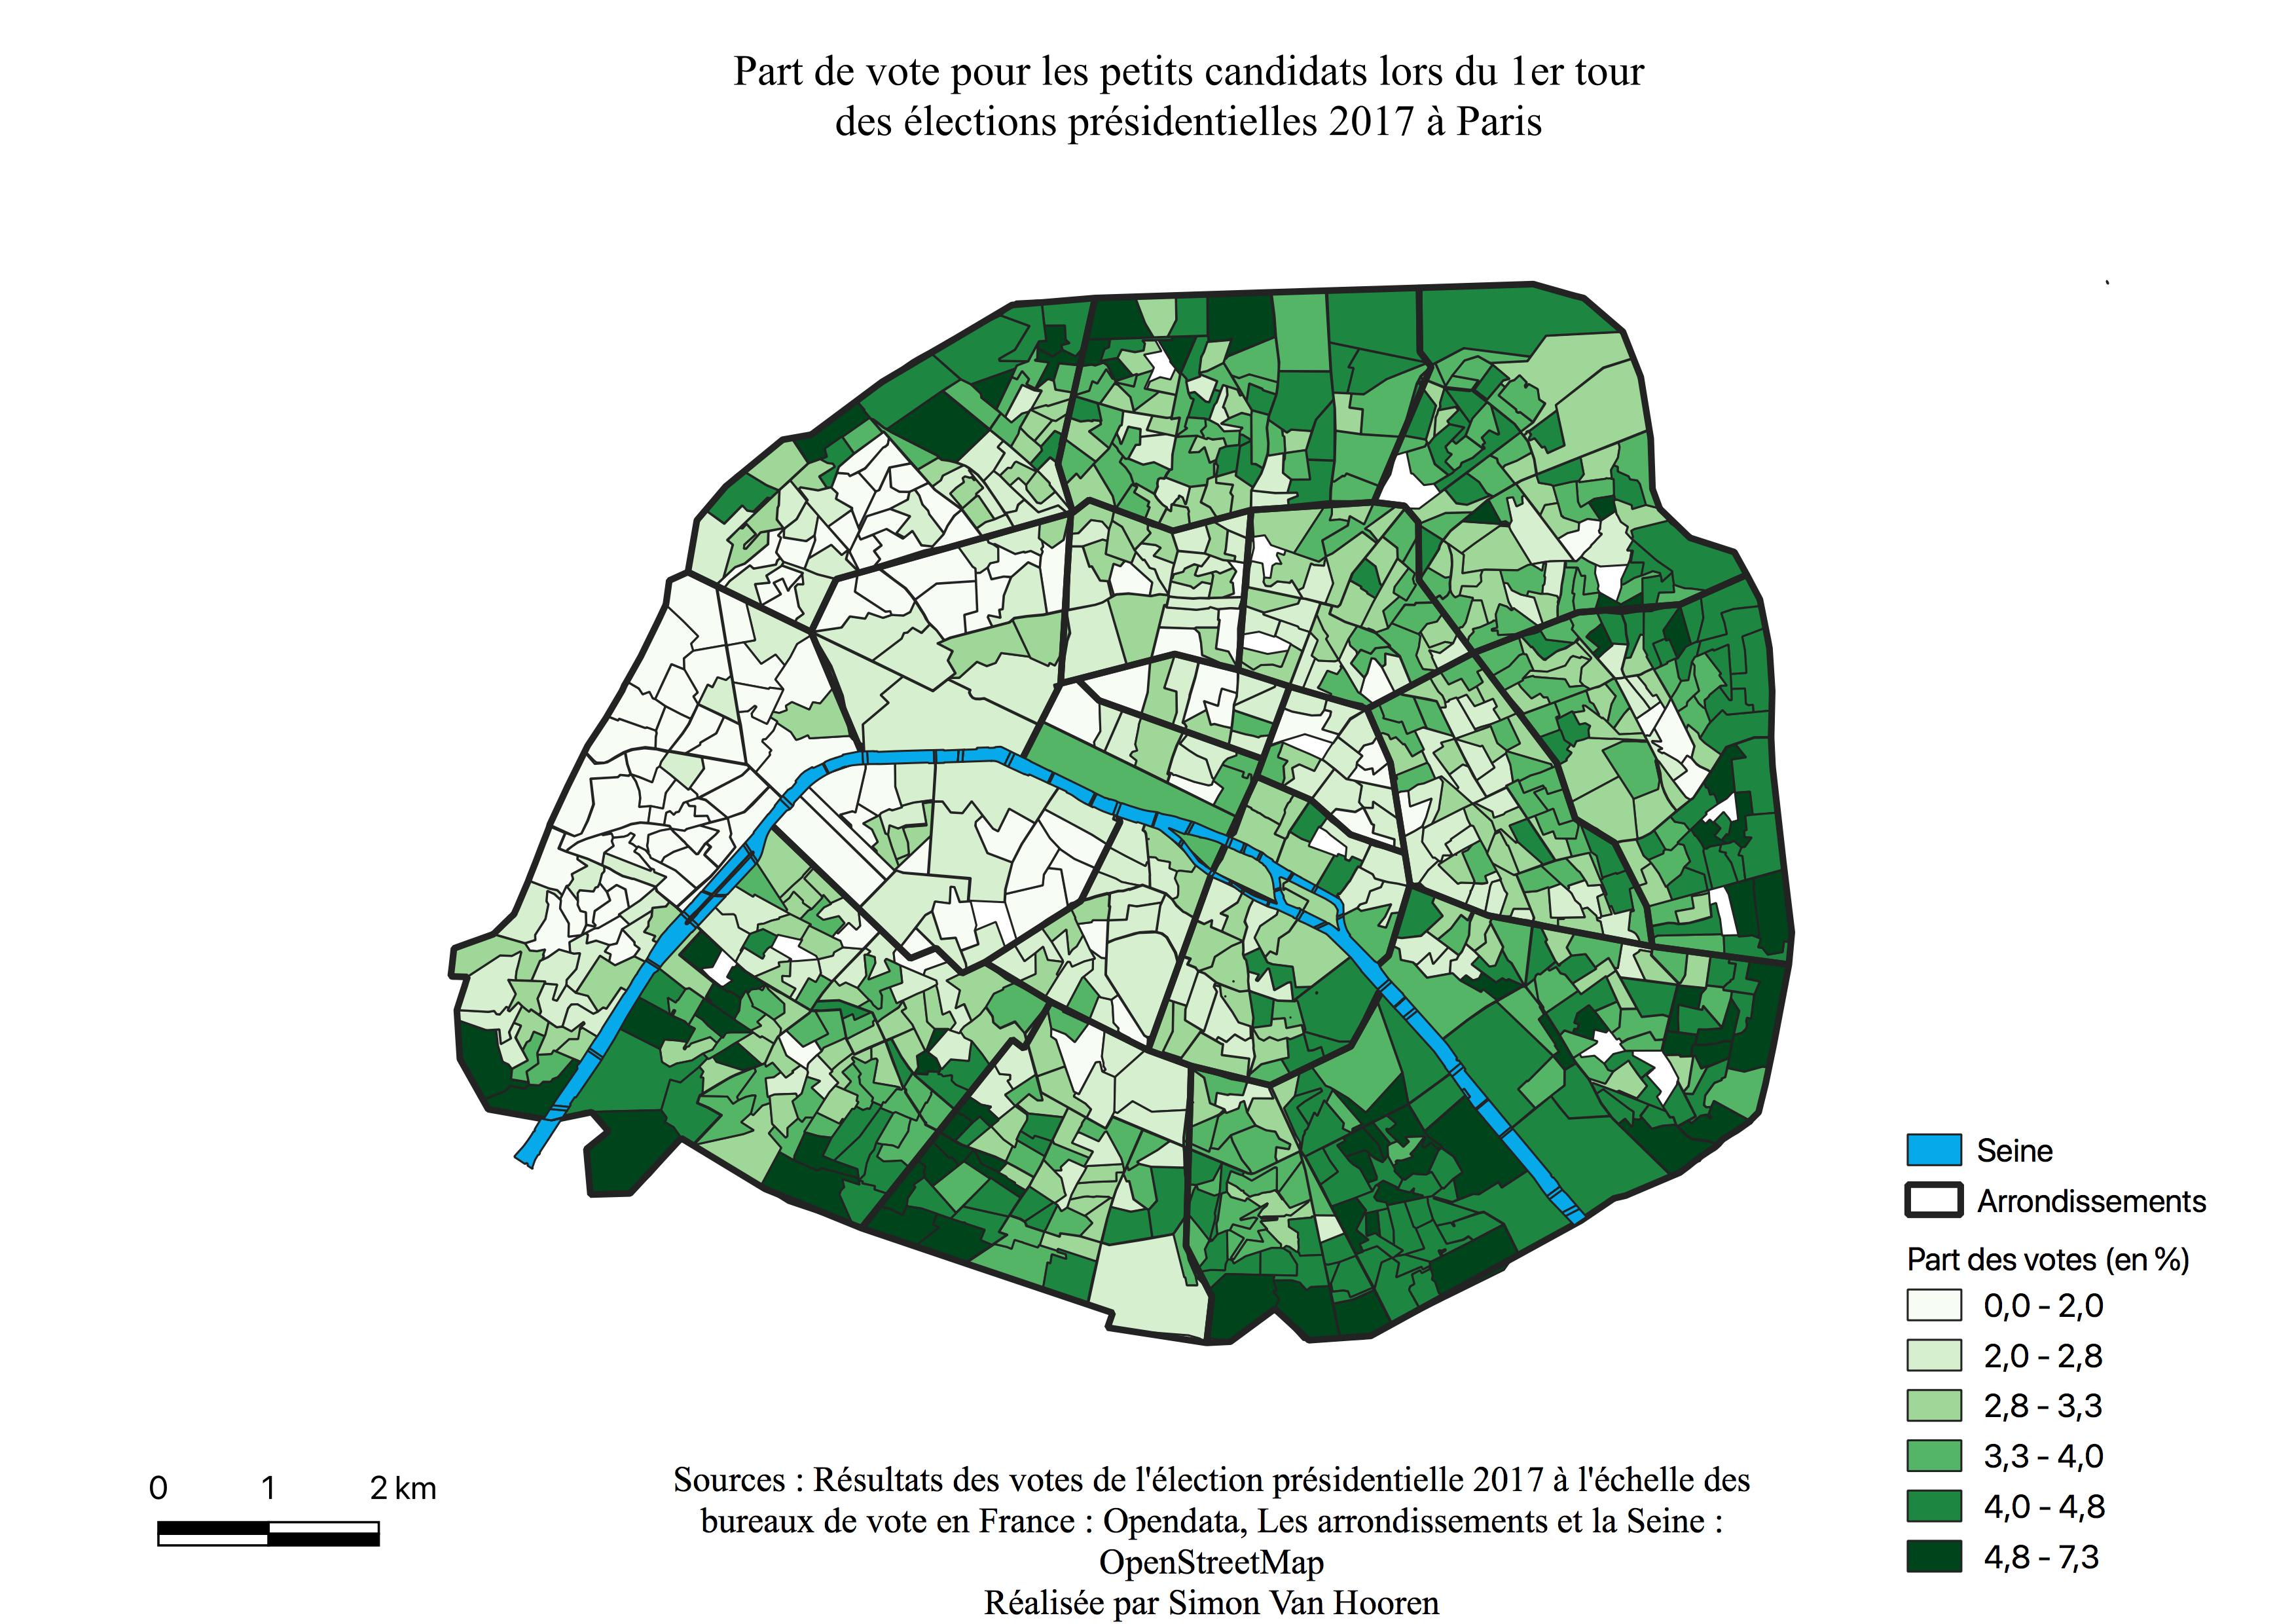 Part de vote pour les petits candidats lors du 1er tour
des élections présidentielles 2017 à Paris
Seine
Arrondissements
Part des votes (en %)
0,0 - 2,0
2,0 - 2,8
2,8 - 3,3
3,3 - 4,0
4,0 - 4,8
4,8 - 7,3
0 1 2 km
Sources : Résultats des votes de l'élection présidentielle 2017 à l'échelle des
bureaux de vote en France : Opendata, Les arrondissements et la Seine :
OpenStreetMap
Réalisée par Simon Van Hooren